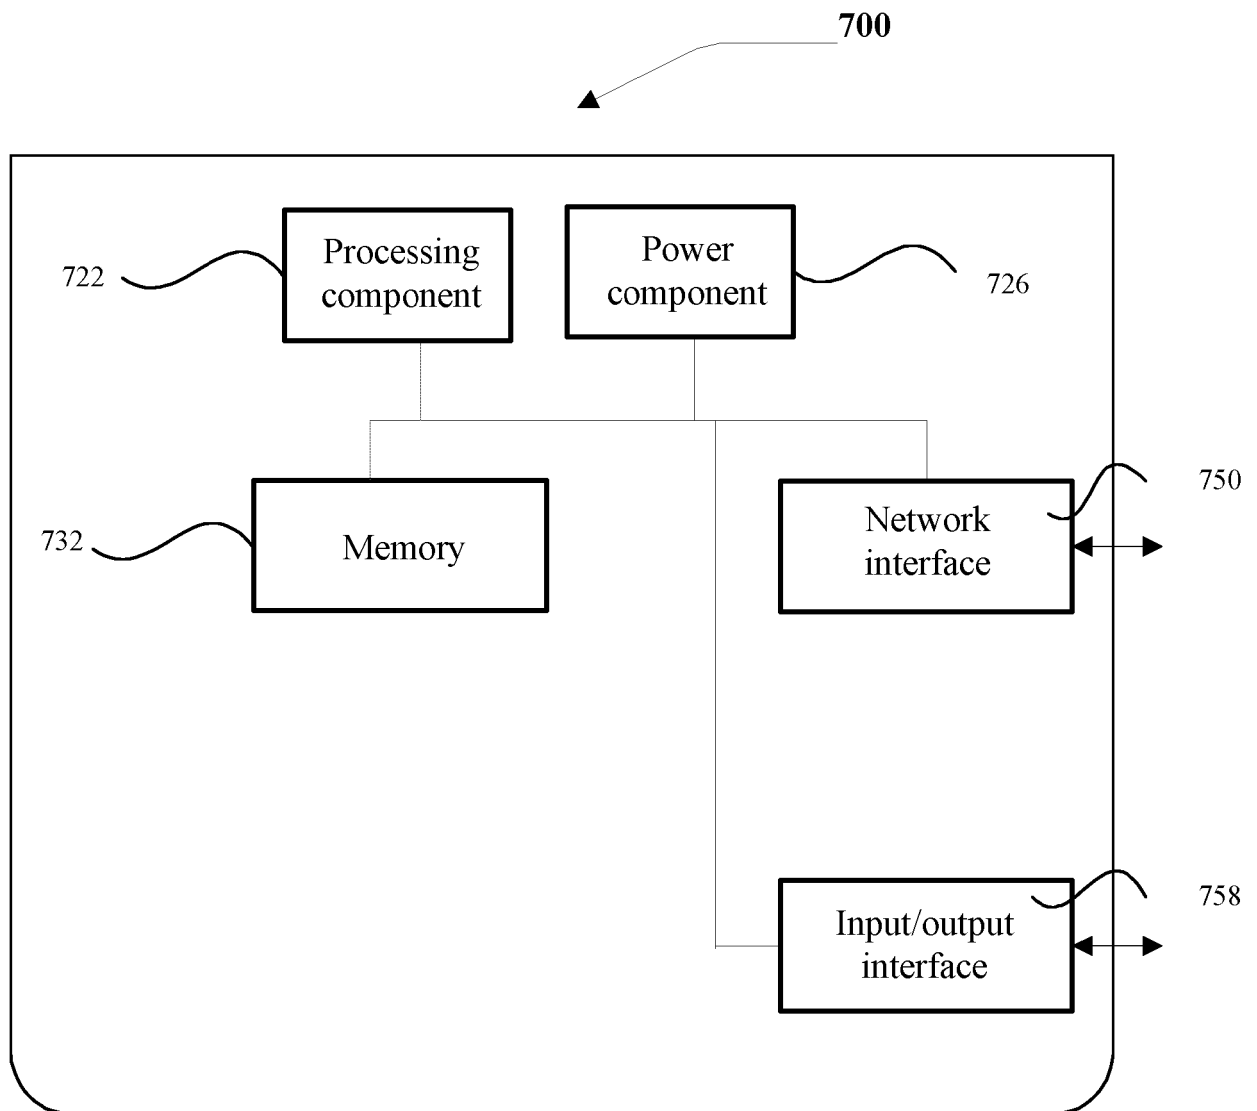 700
Processing
component
722
Power
component
726
732
Memory
Network
interface
750
Input/output
interface
758